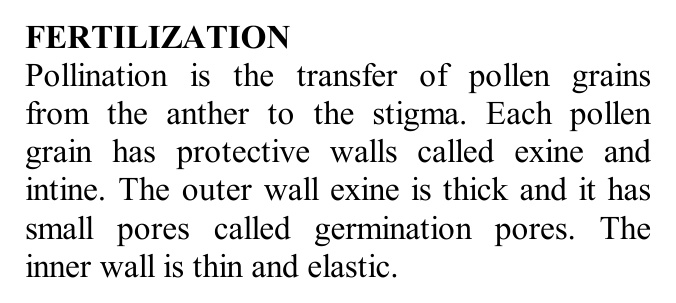 FERTILIZATION
Pollination is the transfer of pollen grains
from the anther to the stigma. Each pollen
grain has protective walls called exine and
intine. The outer wall exine is thick and it has
small pores called germination pores. The
inner wall is thin and elastic.